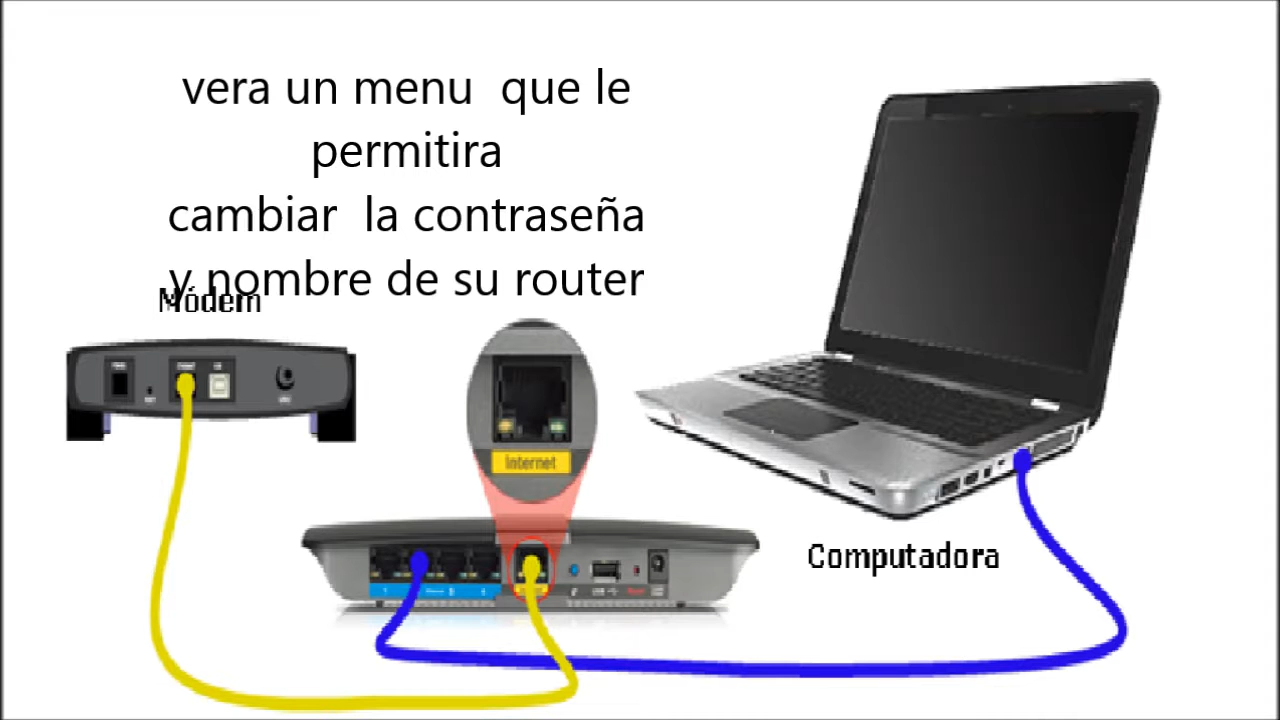 vera un menu que le
permitira
cambiar la contraseña
y nombre de su router
Módem
Internet
Computadora